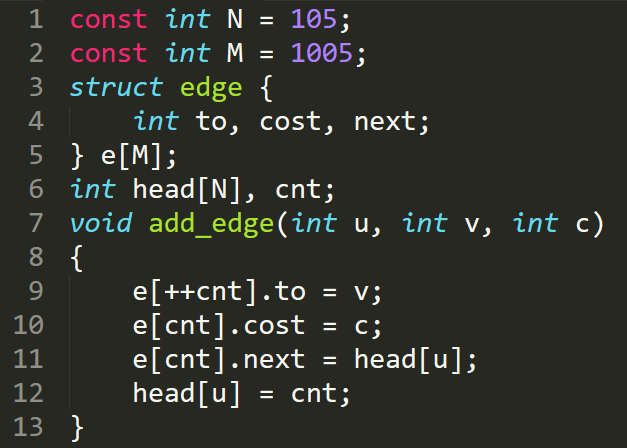 1 const int N = 105;
2 const int M = 1005;
3 struct edge {
4     int to, cost, next;
5 } e[M];
6 int head[N], cnt;
7 void add_edge(int u, int v, int c)
8 {
9     e[++cnt].to = v;
10     e[cnt].cost = c;
11     e[cnt].next = head[u];
12     head[u] = cnt;
13 }